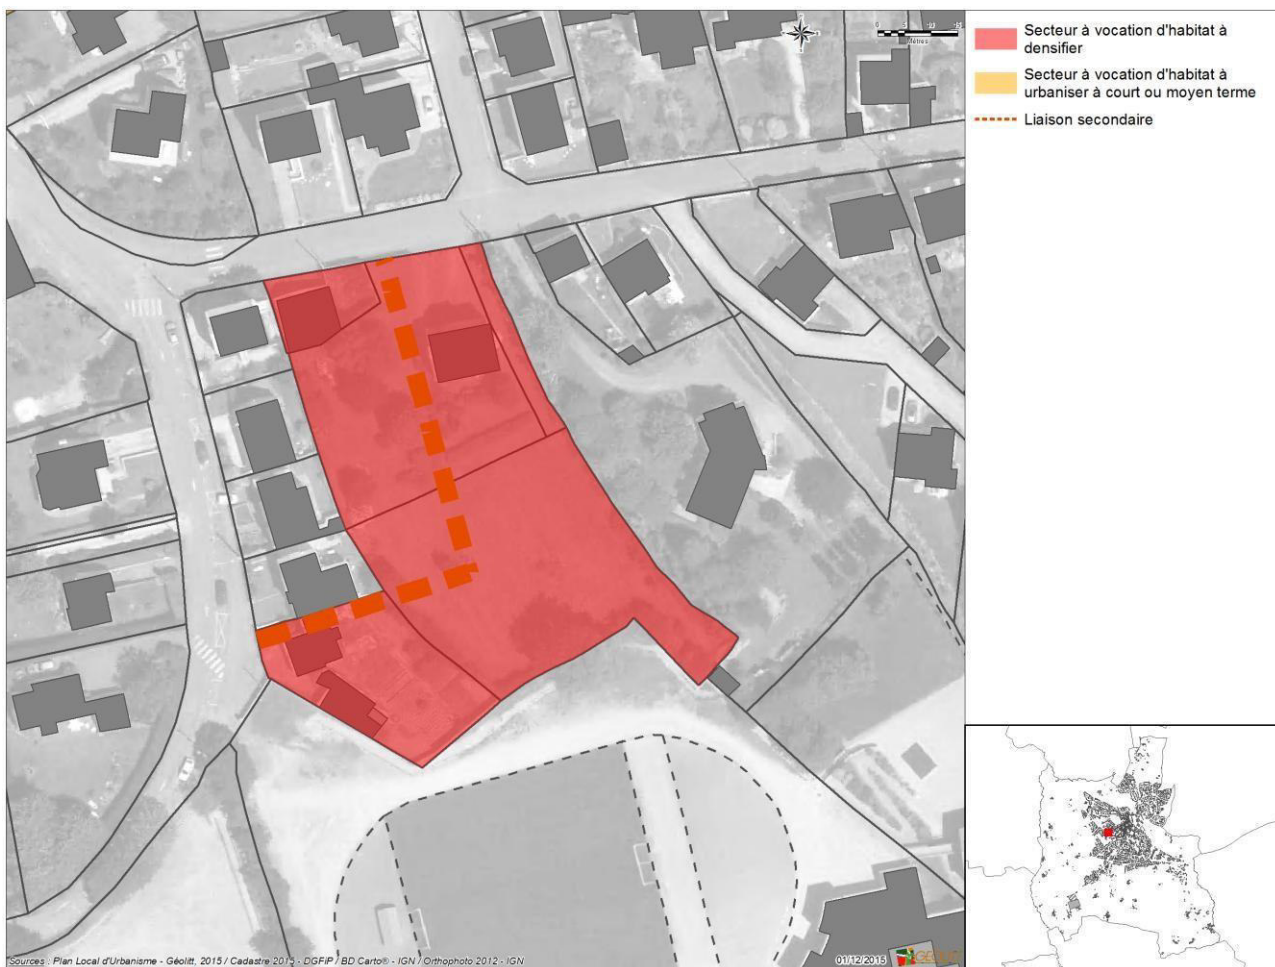 Secteur à vocation d'habitat à
densifier
Secteur à vocation d'habitat à
urbaniser à court ou moyen terme
Liaison secondaire
Mètres
Sources : Plan Local d'Urbanisme - Géolitt, 2015 / Cadastre 2015 - DGFiP / BD Carto® - IGN / Orthophoto 2012 - IGN
01/12/2015
GEOLITT